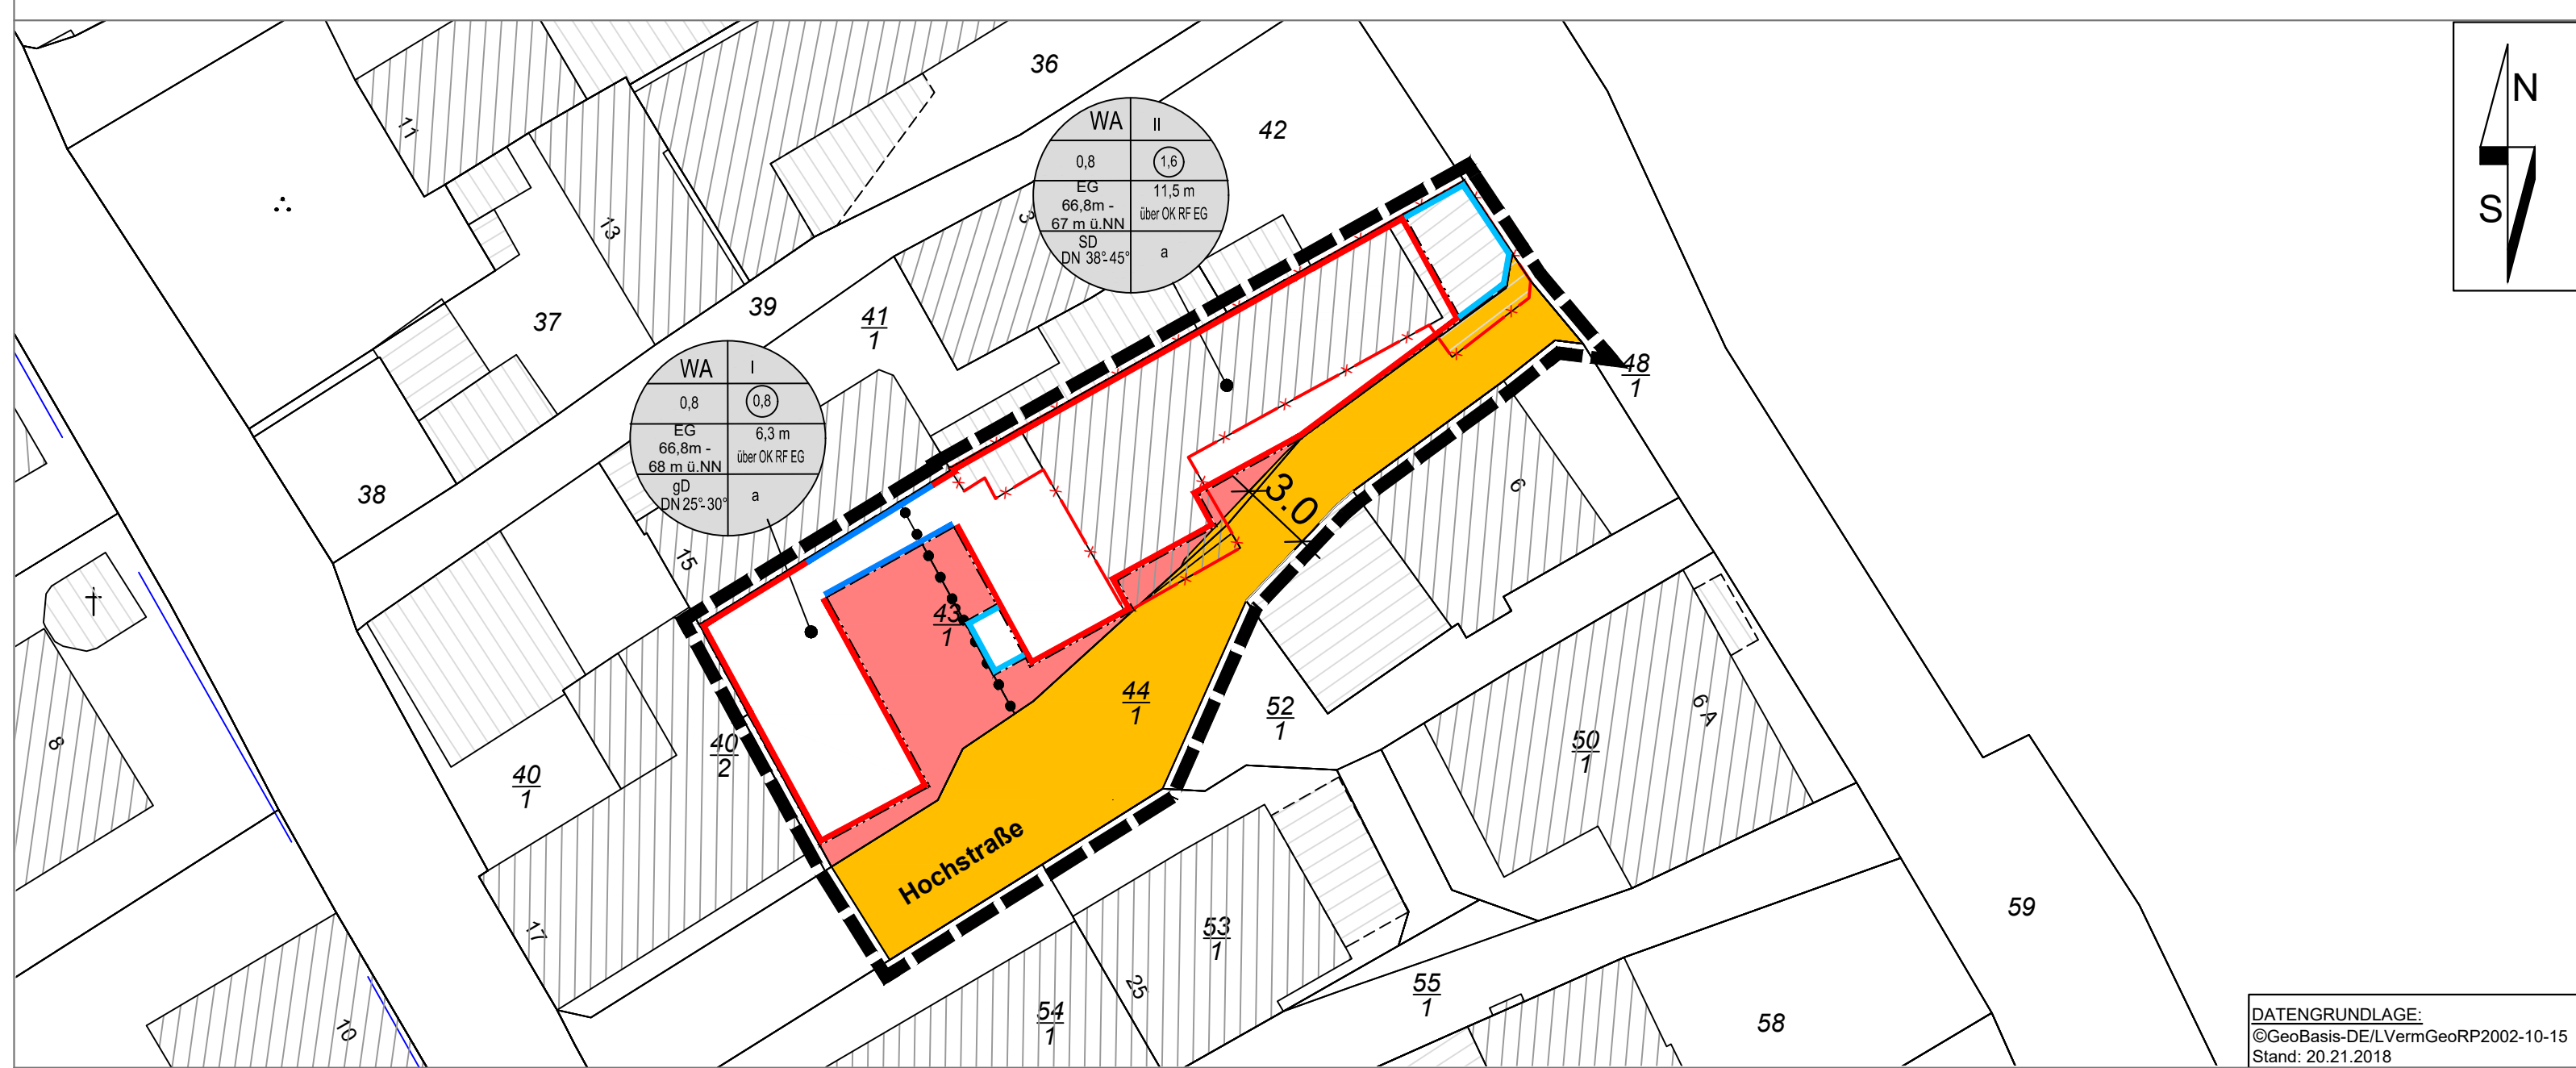 36
42
11
13
3
37
39
41
1
38
15
WA
II
0,8
1,6
EG
66,8m -
67 m ü.NN
11,5 m
über OK RF EG
SD
DN 38°-45°
a
WA
I
0,8
0,8
EG
66,8m -
68 m ü.NN
6,3 m
über OK RF EG
gD
DN 25°-30°
a
N
S
48
1
3.0
6
43
1
44
1
52
1
50
1
6 A
40
2
40
1
8
17
10
Hochstraße
53
1
25
54
1
55
1
58
59
DATENGRUNDLAGE:
©GeoBasis-DE/LVermGeoRP2002-10-15
Stand: 20.21.2018